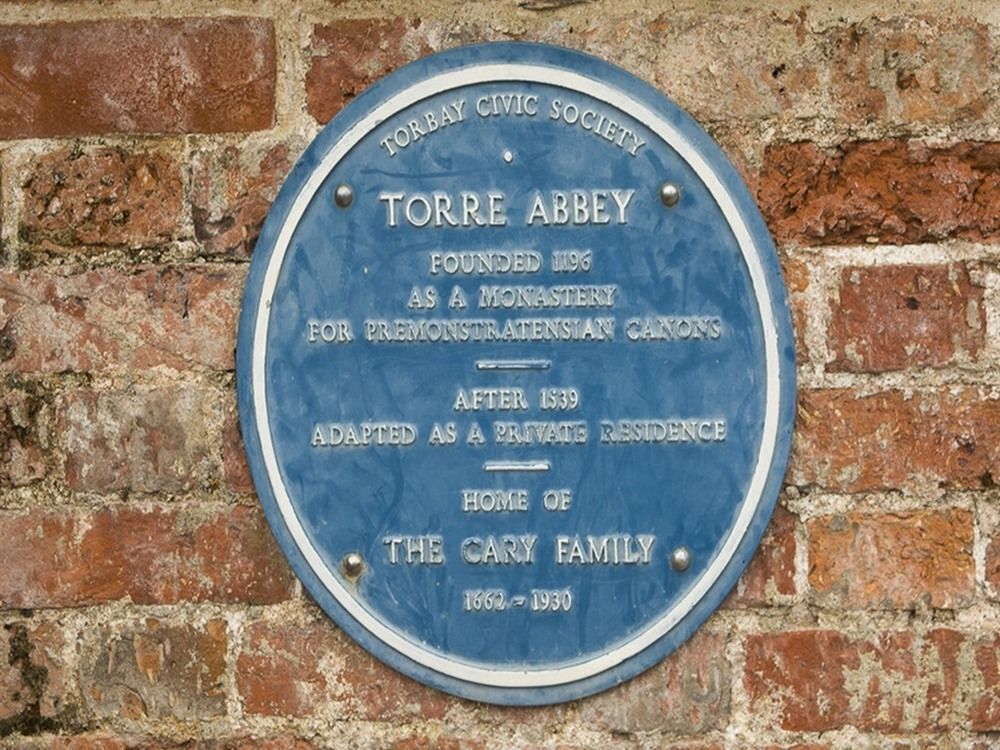 TORBAY CIVIC SOCIETY
TORRE ABBEY
FOUNDED 1196
AS A MONASTERY
FOR PREMONSTRATENSIAN CANONS
AFTER 1539
ADAPTED AS A PRIVATE RESIDENCE
HOME OF
THE CARY FAMILY
1662 - 1930